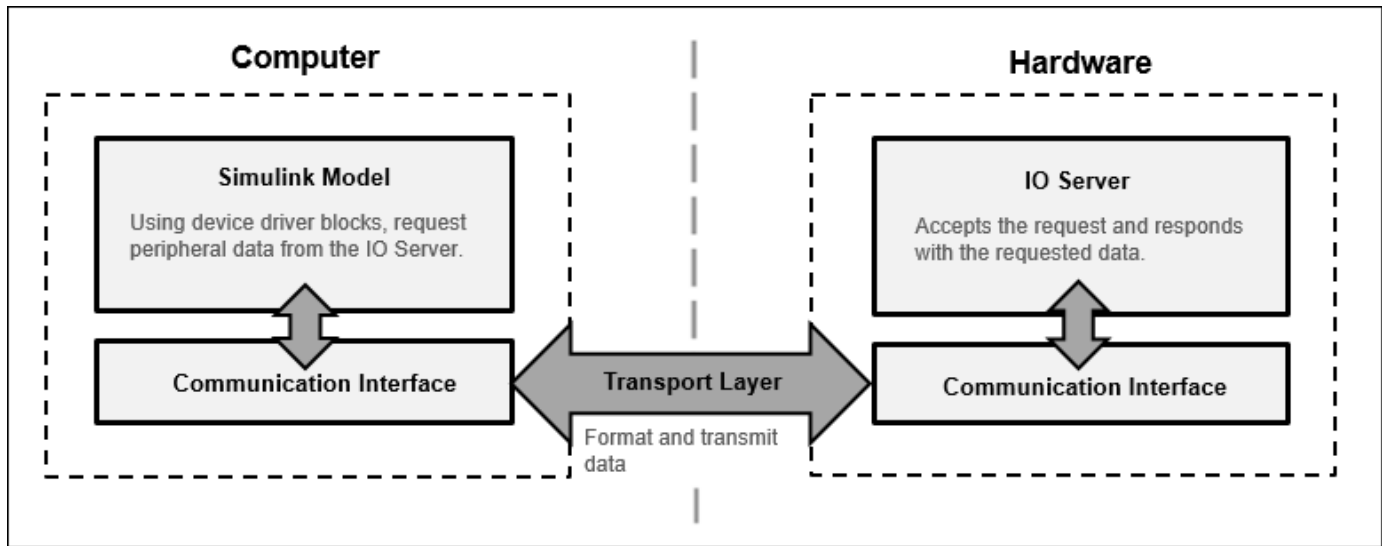 Computer
Hardware
Simulink Model
Using device driver blocks, request
peripheral data from the IO Server.
Communication Interface
Transport Layer
Format and transmit
data
IO Server
Accepts the request and responds
with the requested data.
Communication Interface